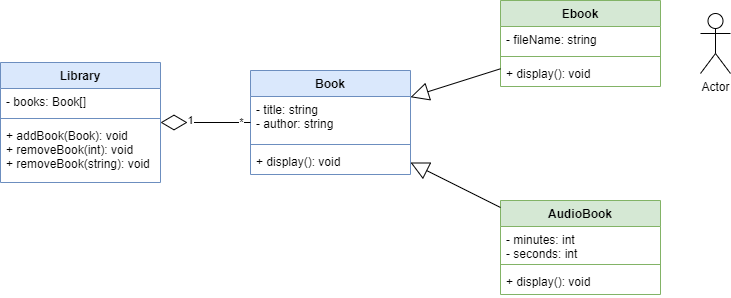 Library
- books: Book[]
+ addBook(Book): void
+ removeBook(int): void
+ removeBook(string): void
1
*
Book
- title: string
- author: string
+ display(): void
Ebook
- fileName: string
+ display(): void
Actor
AudioBook
- minutes: int
- seconds: int
+ display(): void